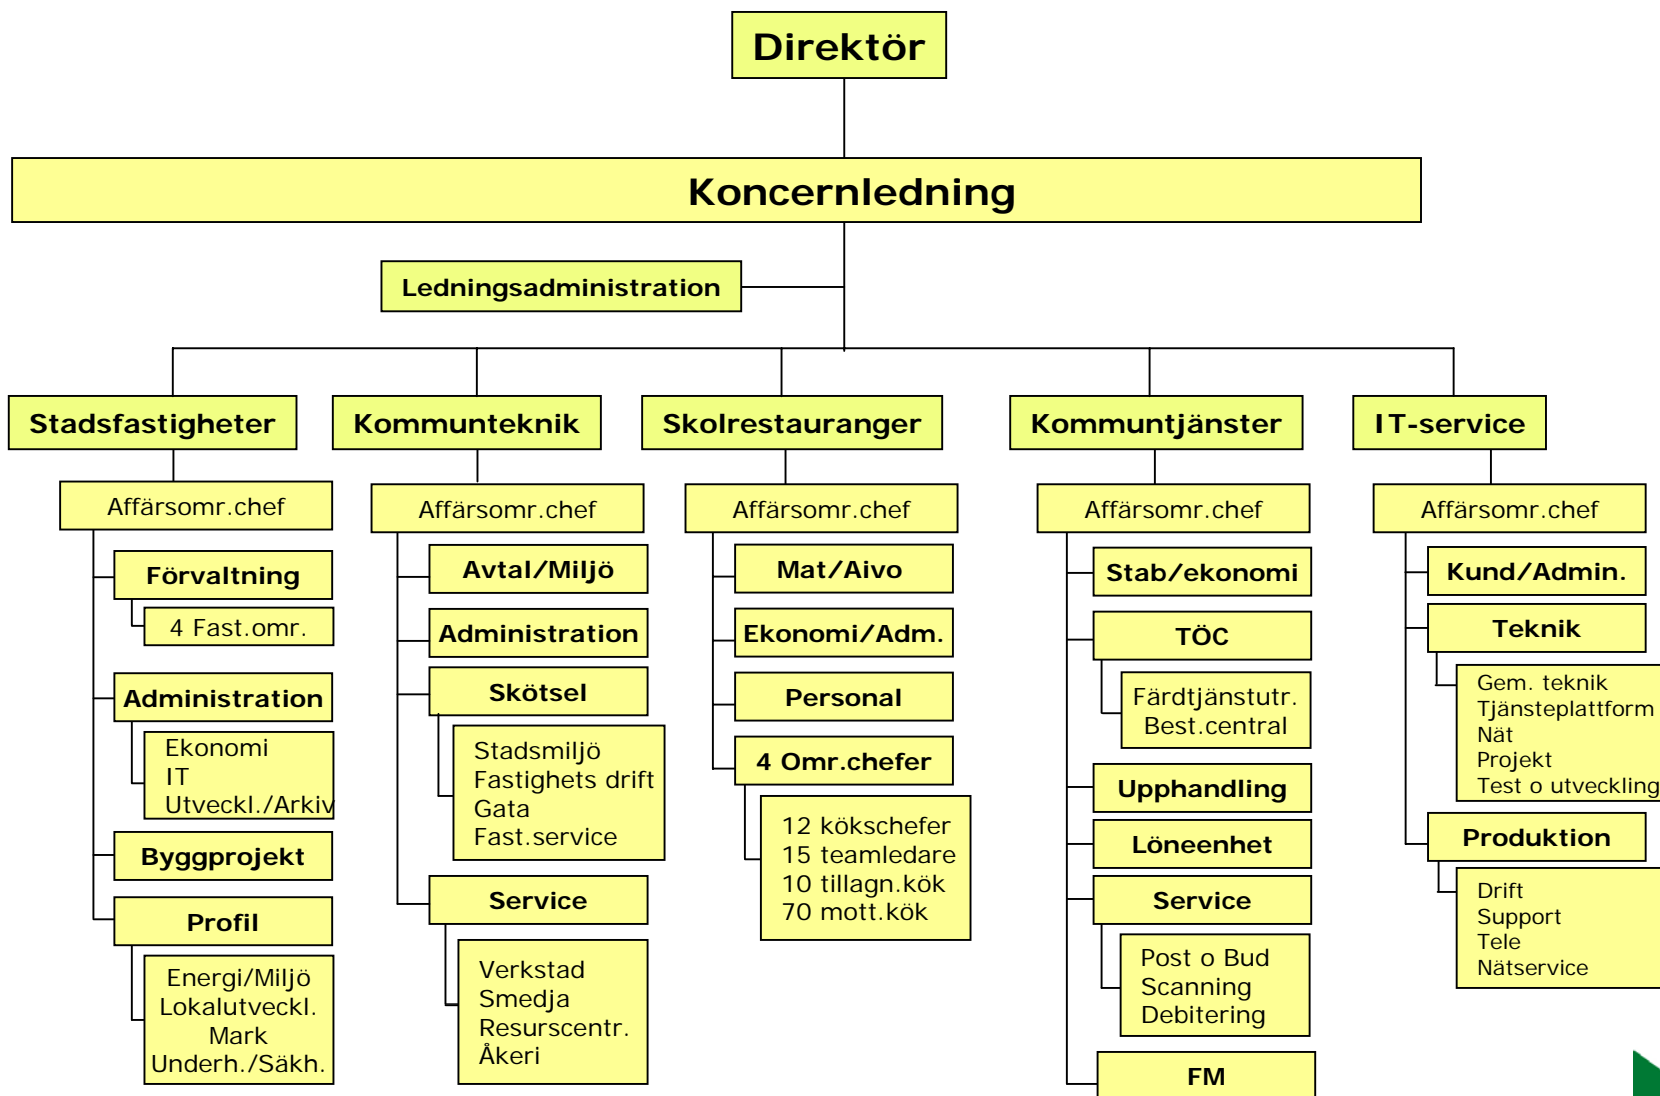 Direktör
Koncernledning
Ledningsadministration
Stadsfastigheter
Affärsomr.chef
Förvaltning
4 Fast.omr.
Administration
Ekonomi
IT
Utveckl./Arkiv
Byggprojekt
Profil
Energi/Miljö
Lokalutveckl.
Mark
Underh./Säkh.
Kommunteknik
Affärsomr.chef
Avtal/Miljö
Administration
Skötsel
Stadsmiljö
Fastighets drift
Gata
Fast.service
Service
Verkstad
Smedja
Resurscentr.
Åkeri
Skolrestauranger
Affärsomr.chef
Mat/Aivo
Ekonomi/Adm.
Personal
4 Omr.chefer
12 kökschefer
15 teamledare
10 tillagn.kök
70 mott.kök
Kommuntjänster
Affärsomr.chef
Stab/ekonomi
TÖC
Färdtjänstutr.
Best.central
Upphandling
Löneenhet
Service
Post o Bud
Scanning
Debitering
FM
IT-service
Affärsomr.chef
Kund/Admin.
Teknik
Gem. teknik
Tjänsteplattform
Nät
Projekt
Test o utveckling
Produktion
Drift
Support
Tele
Nätservice